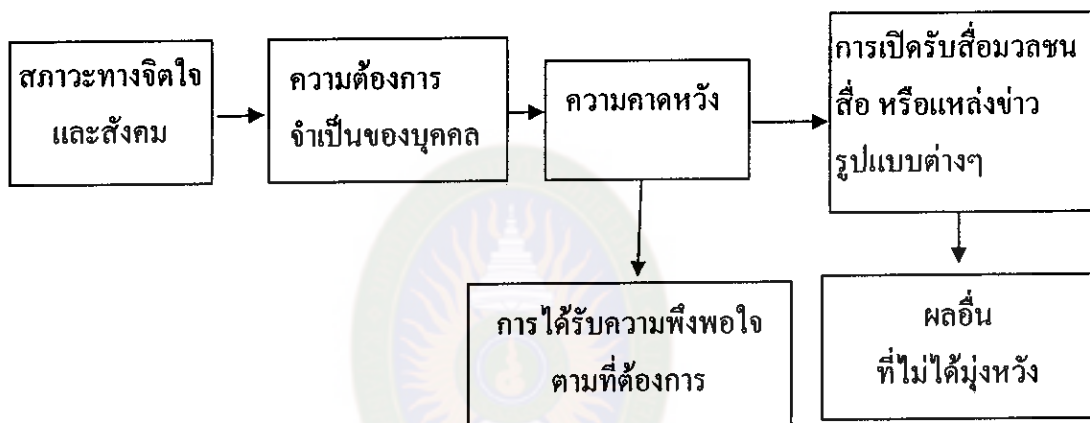 สภาวะทางจิตใจ
และสังคม
ความต้องการ
จำเป็นของบุคคล
ความคาดหวัง
การเปิดรับสื่อมวลชน
สื่อ หรือแหล่งข่าว
รูปแบบต่างๆ
การได้รับความพึงพอใจ
ตามที่ต้องการ
ผลอื่น
ที่ไม่ได้มุ่งหวัง